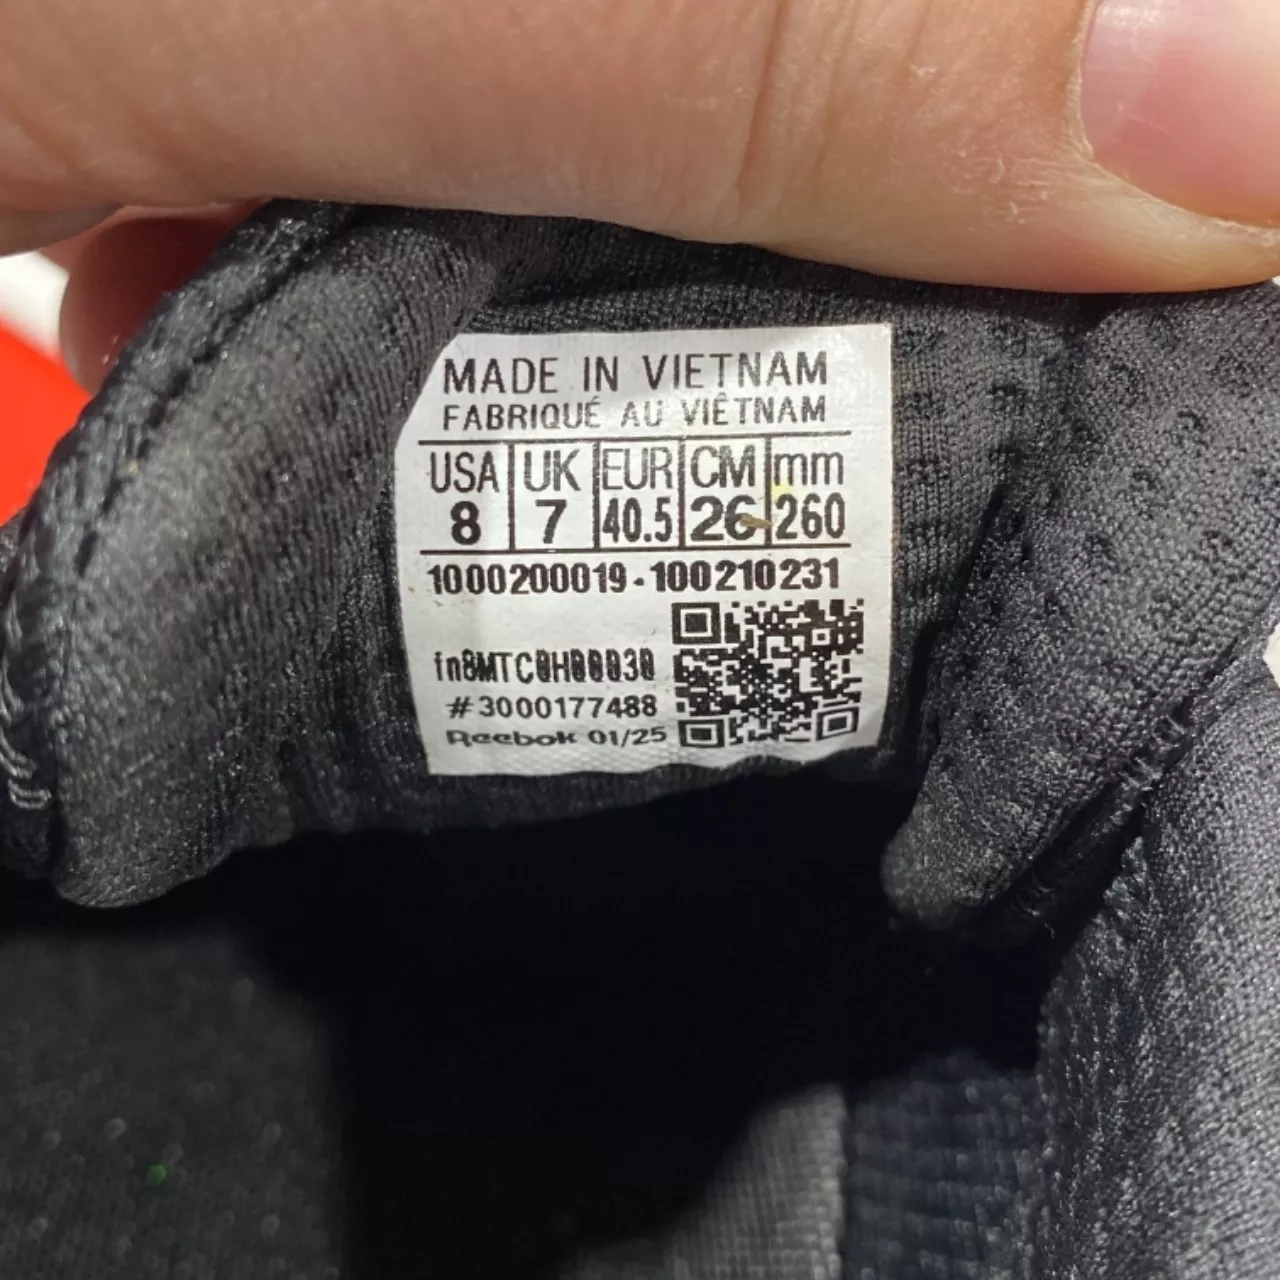 MADE IN VIETNAM
FABRIQUÉ AU VIÊTNAM
USA UK EUR CM mm
8 7 40.5 26 260
1000200019-100210231
fn8MTC0H00030
#3000177488
Reebok 01/25